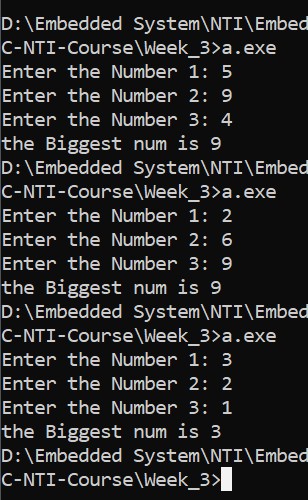 D:\Embedded System\NTI\Embed
C-NTI-Course\Week_3>a.exe
Enter the Number 1: 5
Enter the Number 2: 9
Enter the Number 3: 4
the Biggest num is 9
D:\Embedded System\NTI\Embed
C-NTI-Course\Week_3>a.exe
Enter the Number 1: 2
Enter the Number 2: 6
Enter the Number 3: 9
the Biggest num is 9
D:\Embedded System\NTI\Embed
C-NTI-Course\Week_3>a.exe
Enter the Number 1: 3
Enter the Number 2: 2
Enter the Number 3: 1
the Biggest num is 3
D:\Embedded System\NTI\Embed
C-NTI-Course\Week_3>